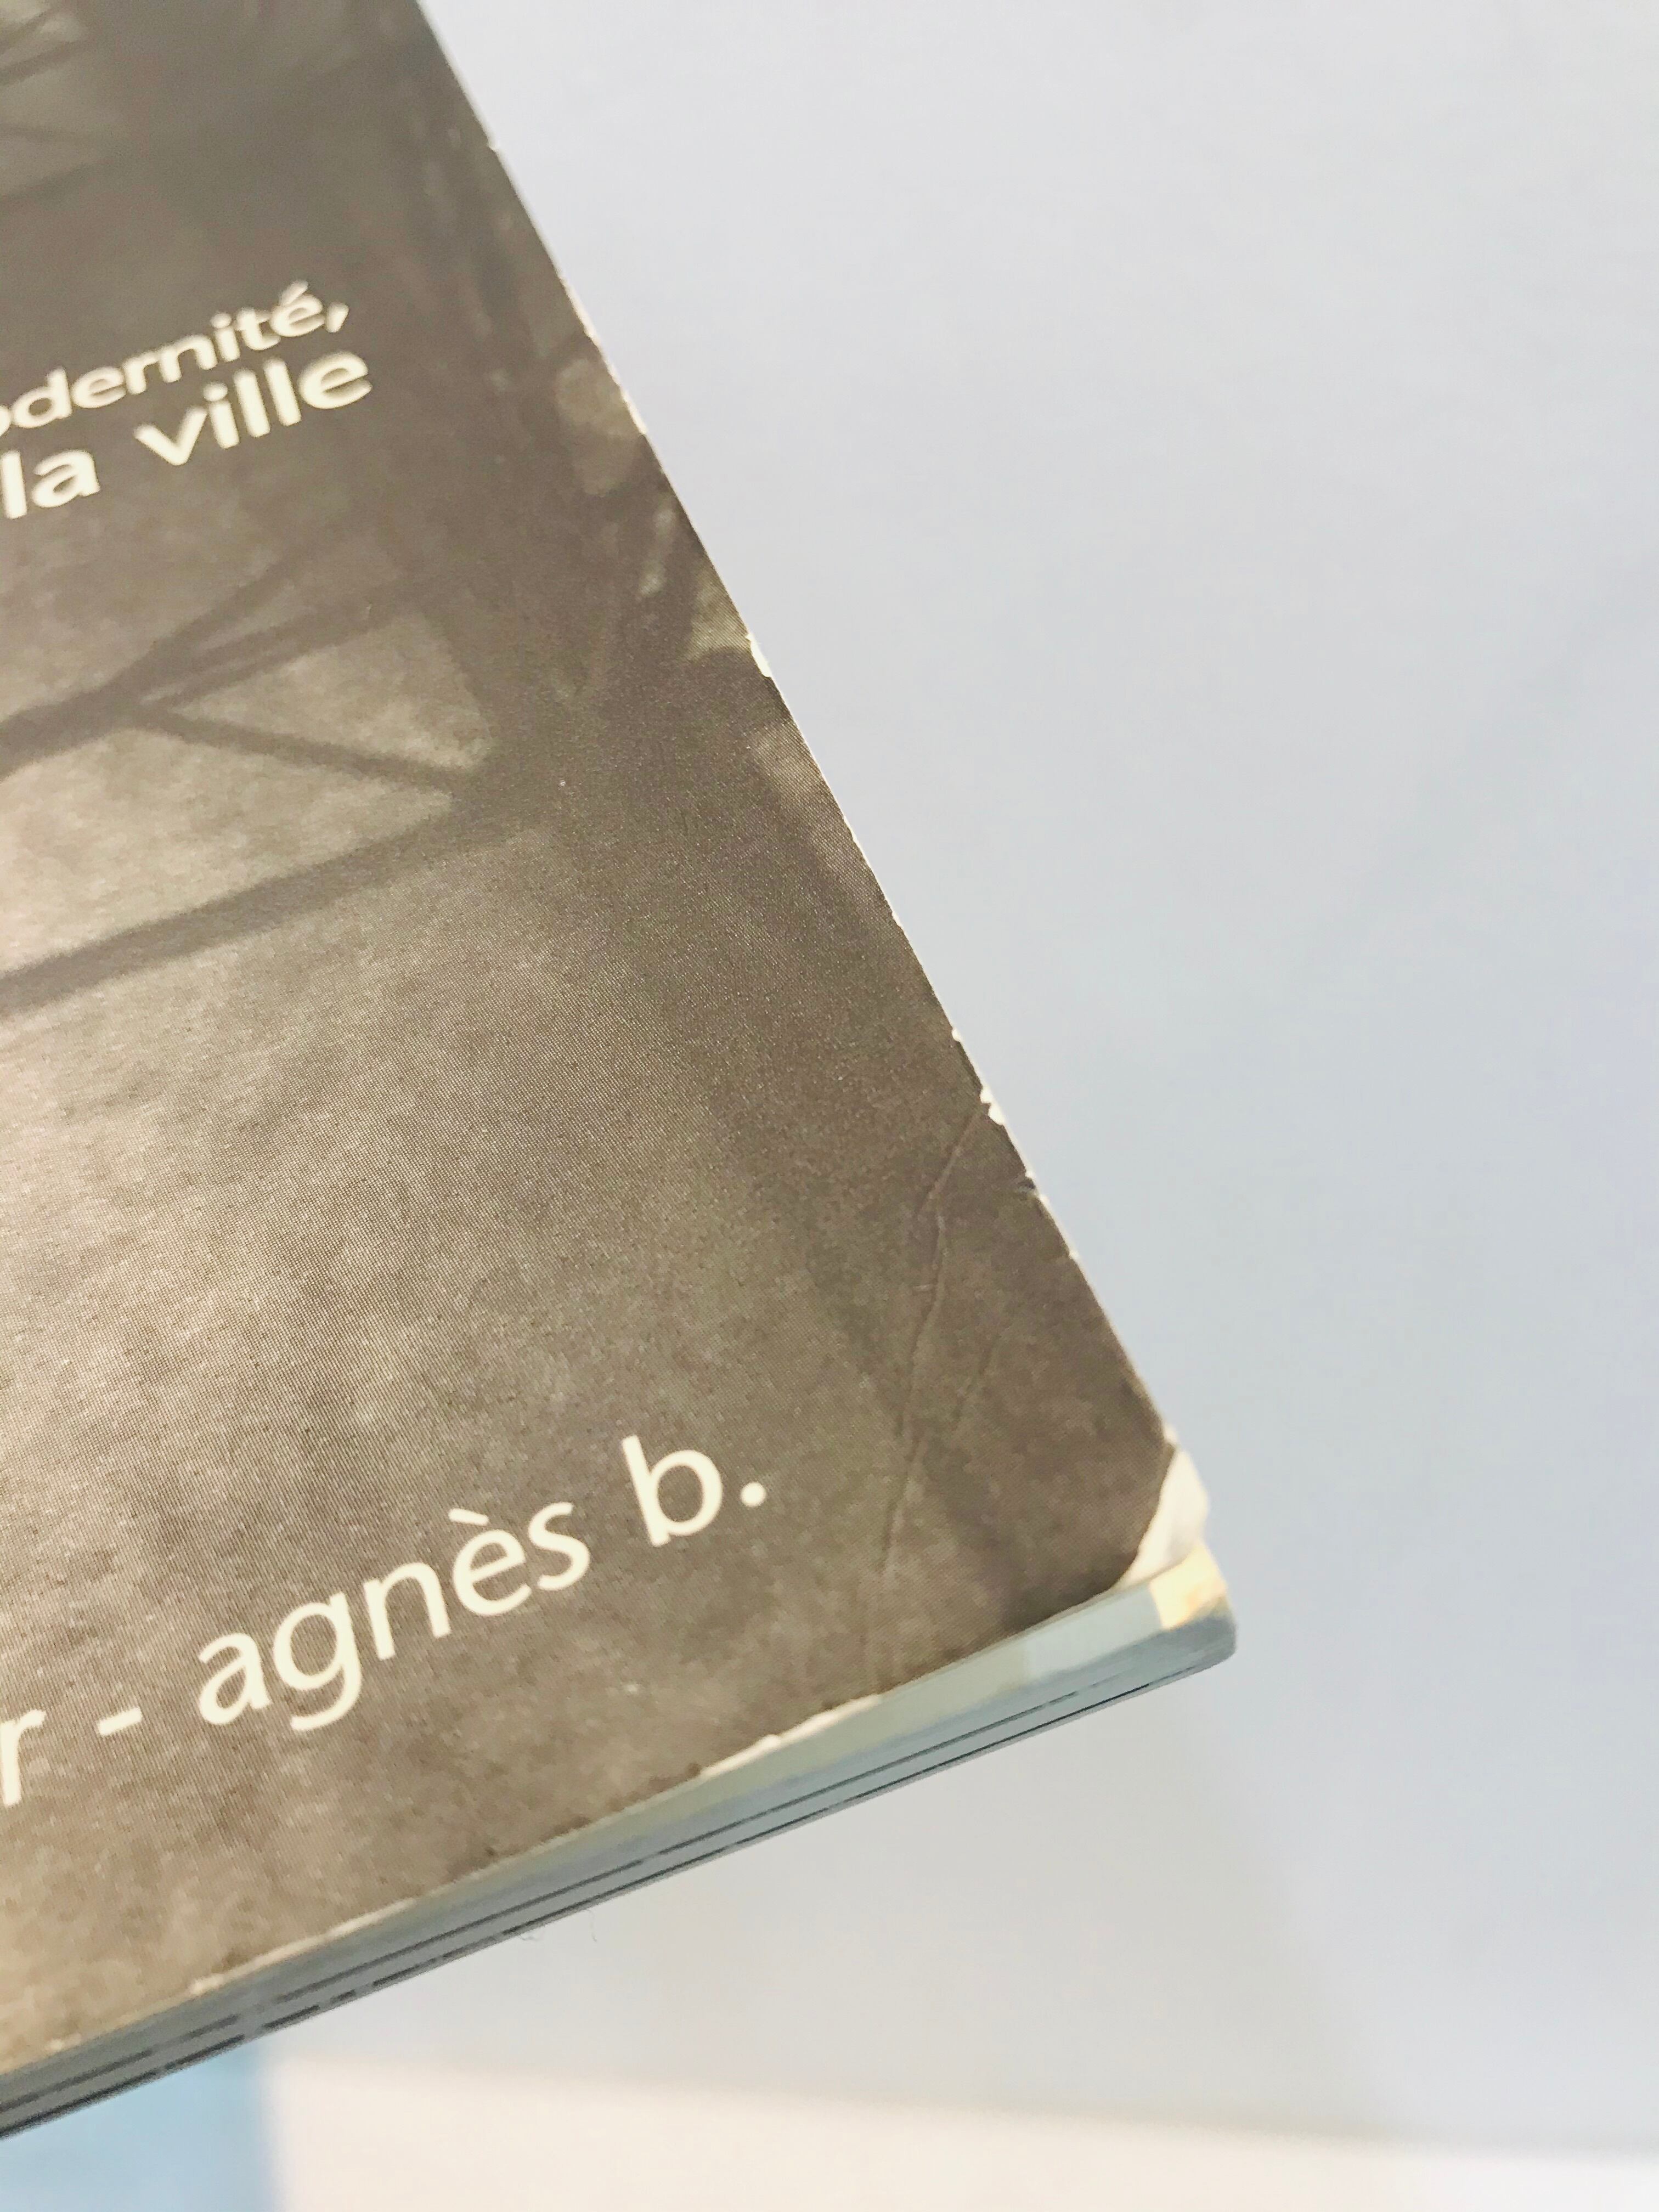 odernité,
la ville
r - agnès b.